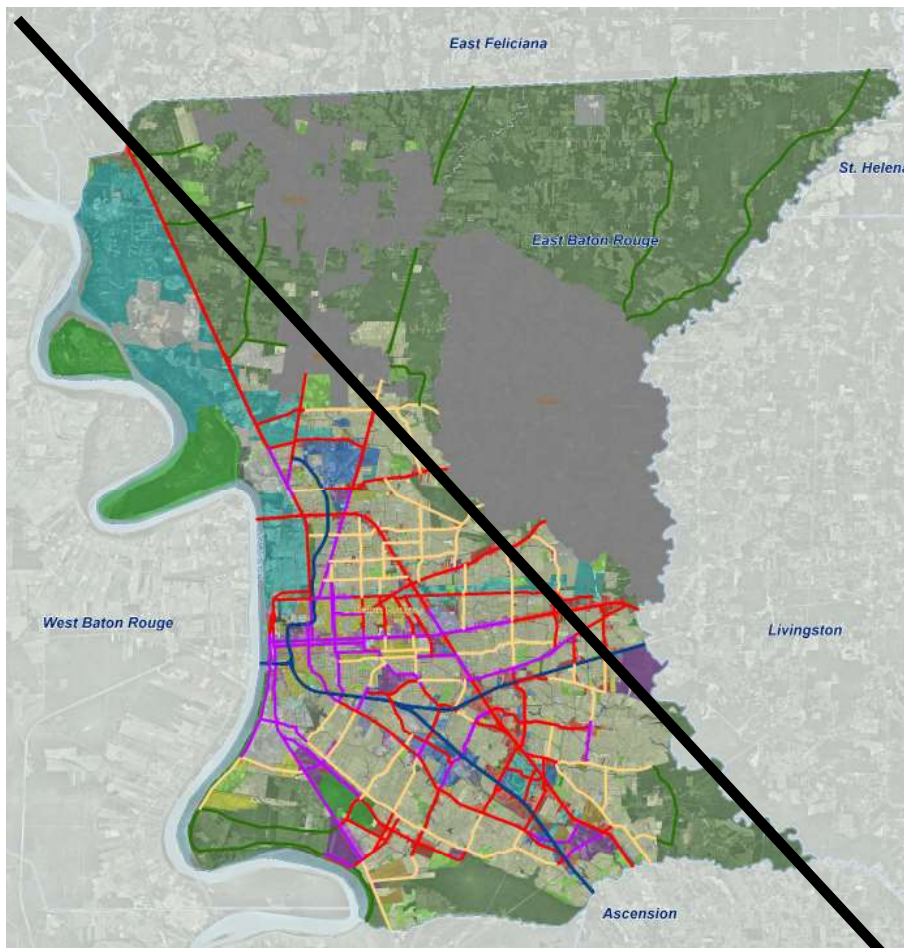 East Feliciana
St. Helena
East Baton Rouge
West Baton Rouge
Livingston
Ascension